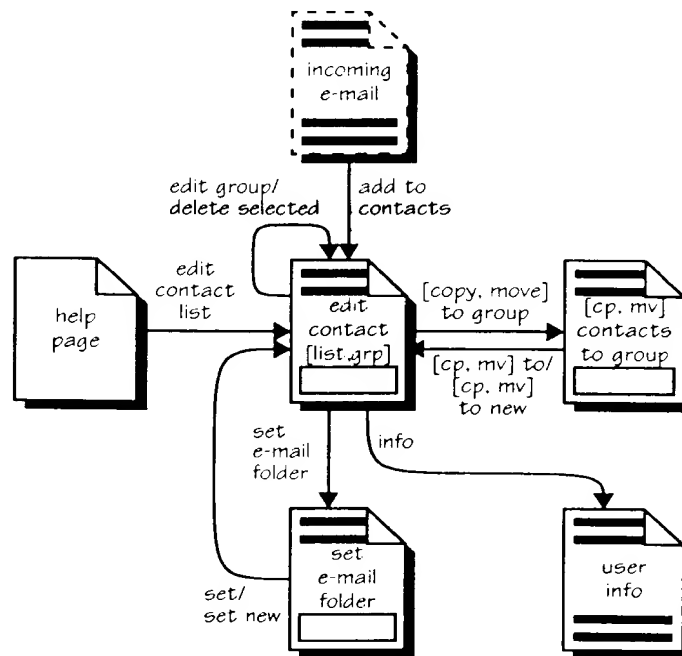 incoming
e-mail
edit group/
delete selected
add to
contacts
edit
contact
list
help
page
edit
contact
[list,grp]
[copy, move]
to group
[cp, mv]
contacts
to group
[cp, mv] to/
[cp, mv]
to new
set
e-mail
folder
info
set/
set new
set
e-mail
folder
user
info